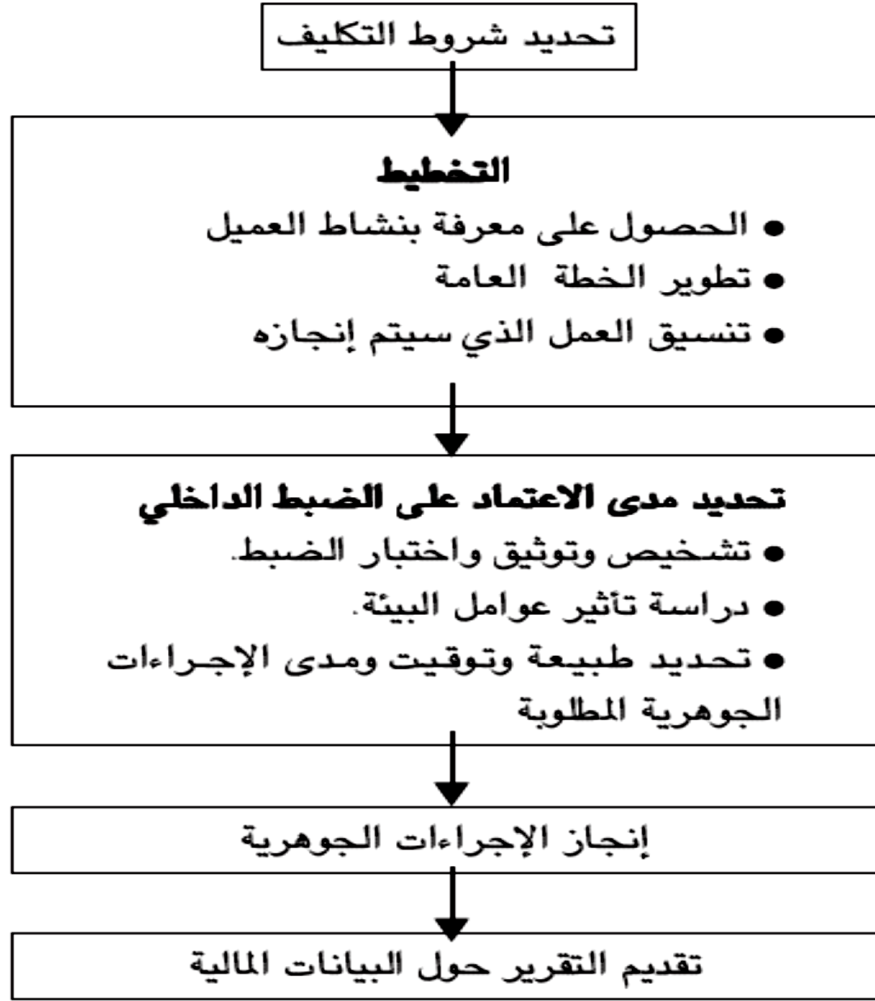 تحديد شروط التكليف
التخطيط
● الحصول على معرفة بنشاط العميل
● تطوير الخطة العامة
● تنسيق العمل الذي سيتم إنجازه
تحديد مدى الاعتماد على الضبط الداخلي
● تشخيص وتوثيق واختبار الضبط.
● دراسة تأثير عوامل البيئة.
● تحديد طبيعة وتوقيت ومدى الإجراءات
الجوهرية المطلوبة
إنجاز الإجراءات الجوهرية
تقديم التقرير حول البيانات المالية